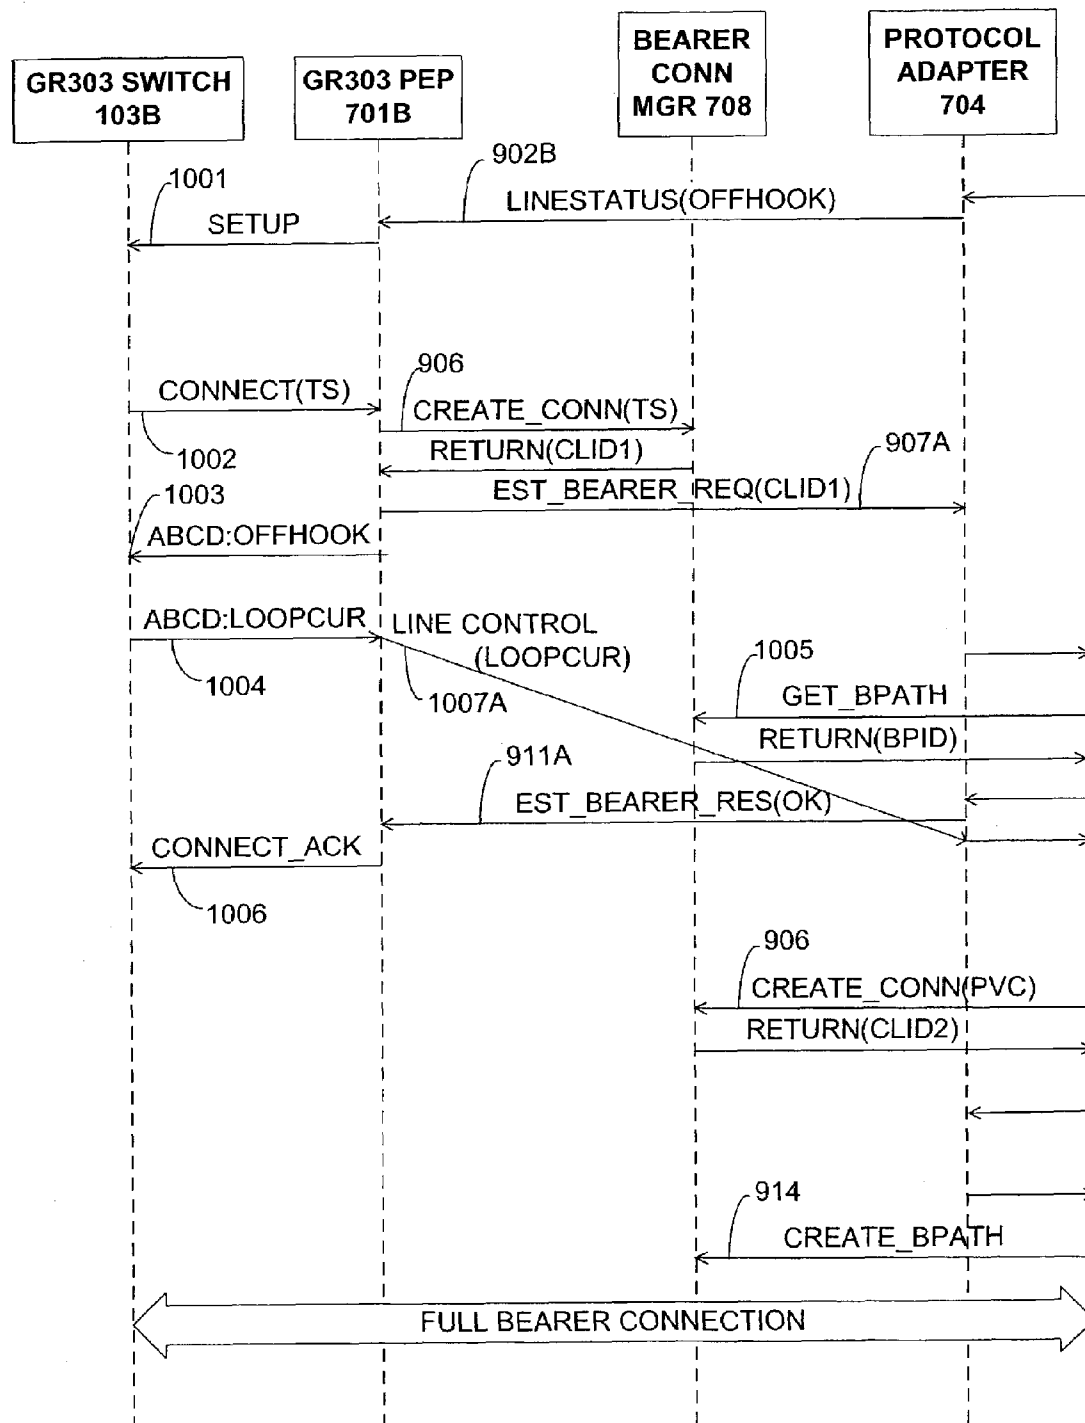 GR303 SWITCH
103B
GR303 PEP
701B
BEARER
CONN
MGR 708
PROTOCOL
ADAPTER
704
902B
1001
LINESTATUS(OFFHOOK)
SETUP
906
CONNECT(TS)
CREATE_CONN(TS)
1002
RETURN(CLID1)
907A
1003
EST_BEARER_REQ(CLID1)
ABCD:OFFHOOK
ABCD:LOOPCUR
LINE CONTROL
(LOOPCUR)
1004
1007A
1005
GET_BPATH
RETURN(BPID)
911A
EST_BEARER_RES(OK)
CONNECT_ACK
1006
906
CREATE_CONN(PVC)
RETURN(CLID2)
914
CREATE_BPATH
FULL BEARER CONNECTION